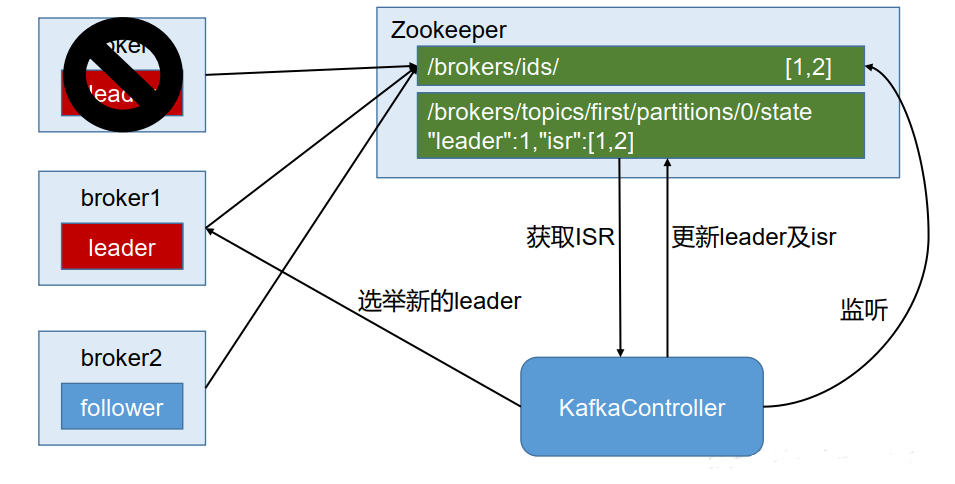 Zookeeper
/brokers/ids/ [1,2]
/brokers/topics/first/partitions/0/state
"leader":1,"isr":[1,2]
broker1
leader
broker2
follower
获取ISR
更新leader及isr
选举新的leader
监听
KafkaController